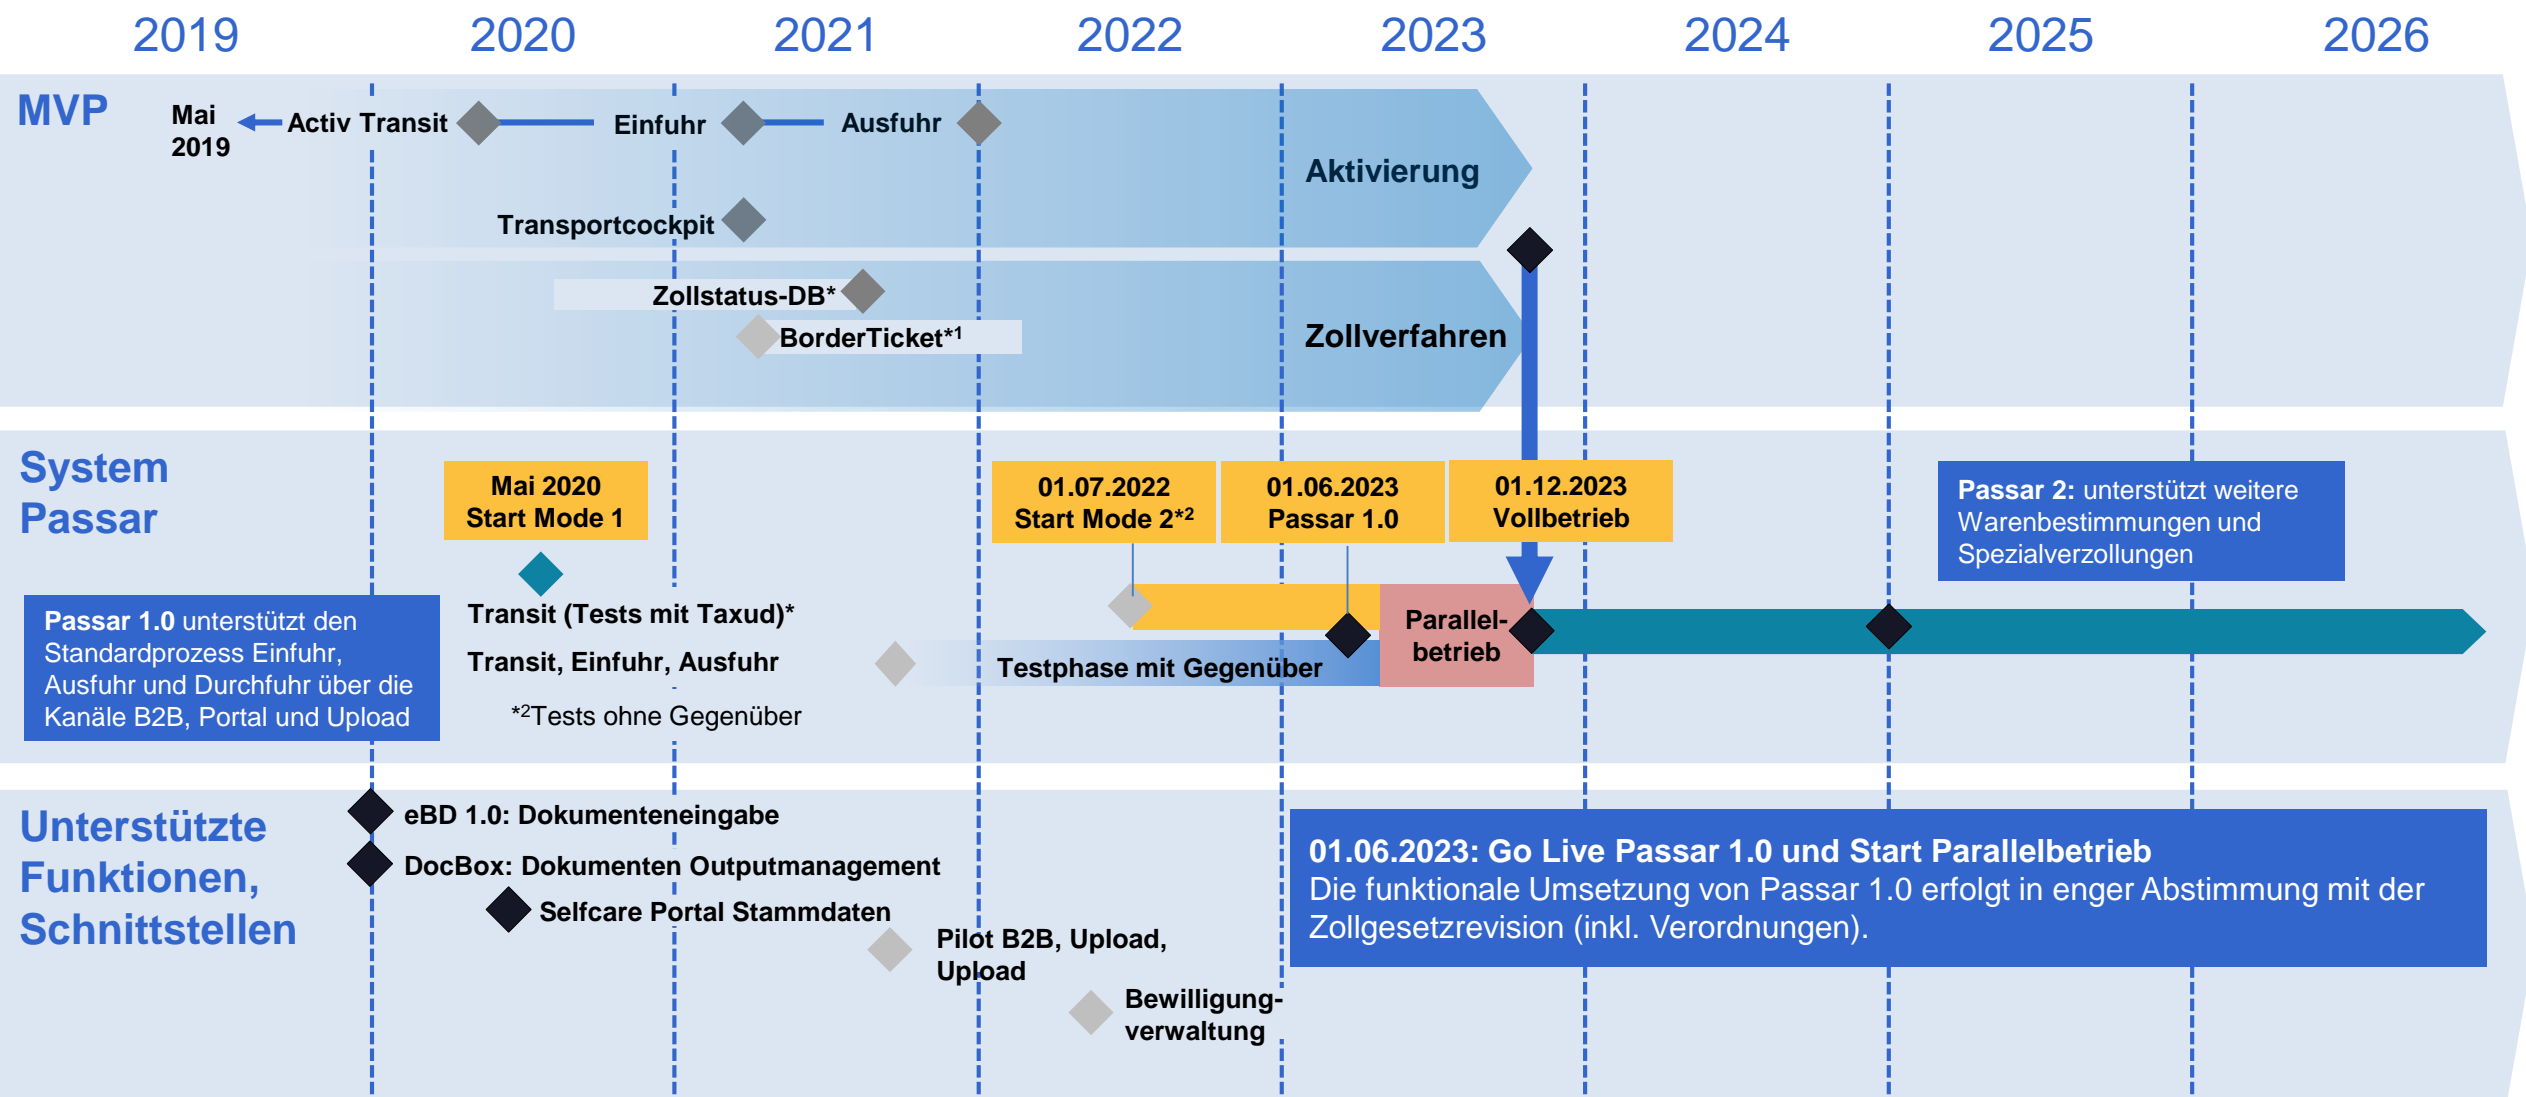 2019 2020 2021 2022 2023 2024 2025 2026
MVP
Mai
2019
Activ Transit
Einfuhr
Ausfuhr
Aktivierung
Transportcockpit
Zollstatus-DB*
BorderTicket*1
Zollverfahren
System
Passar
Mai 2020
Start Mode 1
01.07.2022
Start Mode 2*2
01.06.2023
Passar 1.0
01.12.2023
Vollbetrieb
Passar 2: unterstützt weitere
Warenbestimmungen und
Spezialverzollungen
Passar 1.0 unterstützt den
Standardprozess Einfuhr,
Ausfuhr und Durchfuhr über die
Kanäle B2B, Portal und Upload
Transit (Tests mit Taxud)*
Transit, Einfuhr, Ausfuhr
*2Tests ohne Gegenüber
Testphase mit Gegenüber
Parallel-
betrieb
Unterstützte
Funktionen,
Schnittstellen
eBD 1.0: Dokumenteneingabe
DocBox: Dokumenten Outputmanagement
Selfcare Portal Stammdaten
Pilot B2B, Upload,
Upload
Bewilligung-
verwaltung
01.06.2023: Go Live Passar 1.0 und Start Parallelbetrieb
Die funktionale Umsetzung von Passar 1.0 erfolgt in enger Abstimmung mit der
Zollgesetzrevision (inkl. Verordnungen).